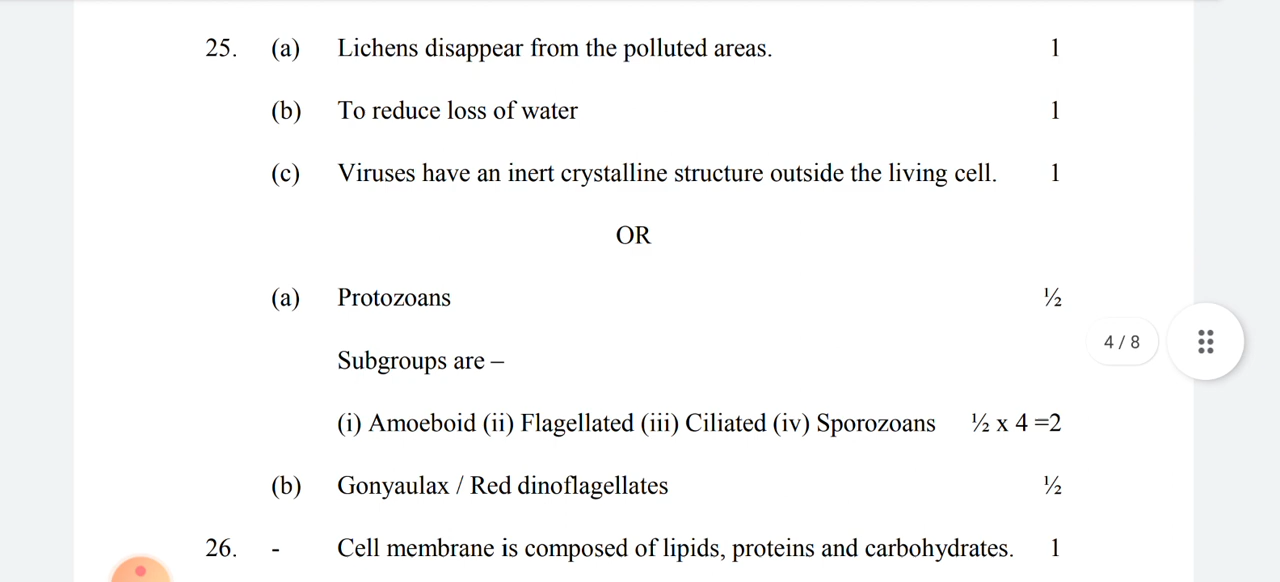 25. (a) Lichens disappear from the polluted areas. 1
(b) To reduce loss of water 1
(c) Viruses have an inert crystalline structure outside the living cell. 1
OR
(a) Protozoans ½
Subgroups are –
4 / 8
(i) Amoeboid (ii) Flagellated (iii) Ciliated (iv) Sporozoans ½ x 4 =2
(b) Gonyaulax / Red dinoflagellates ½
26. - Cell membrane is composed of lipids, proteins and carbohydrates. 1